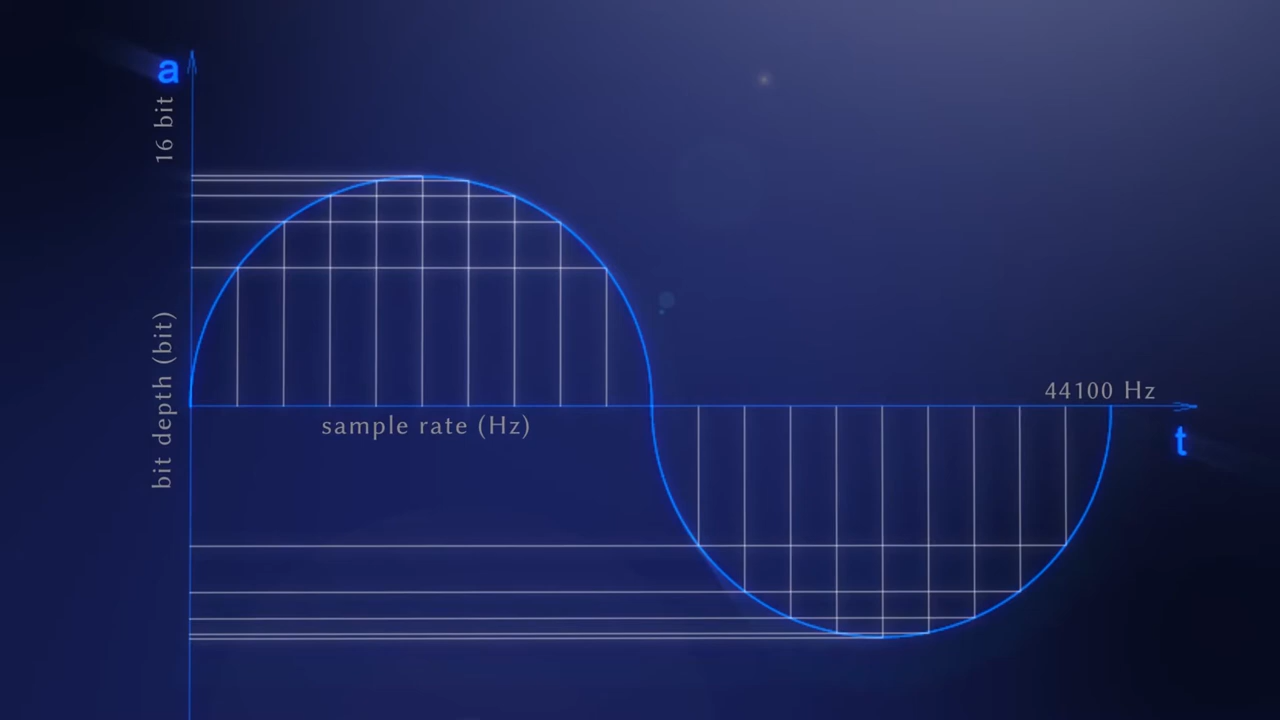 a
16 bit
bit depth (bit)
sample rate (Hz)
44100 Hz
t